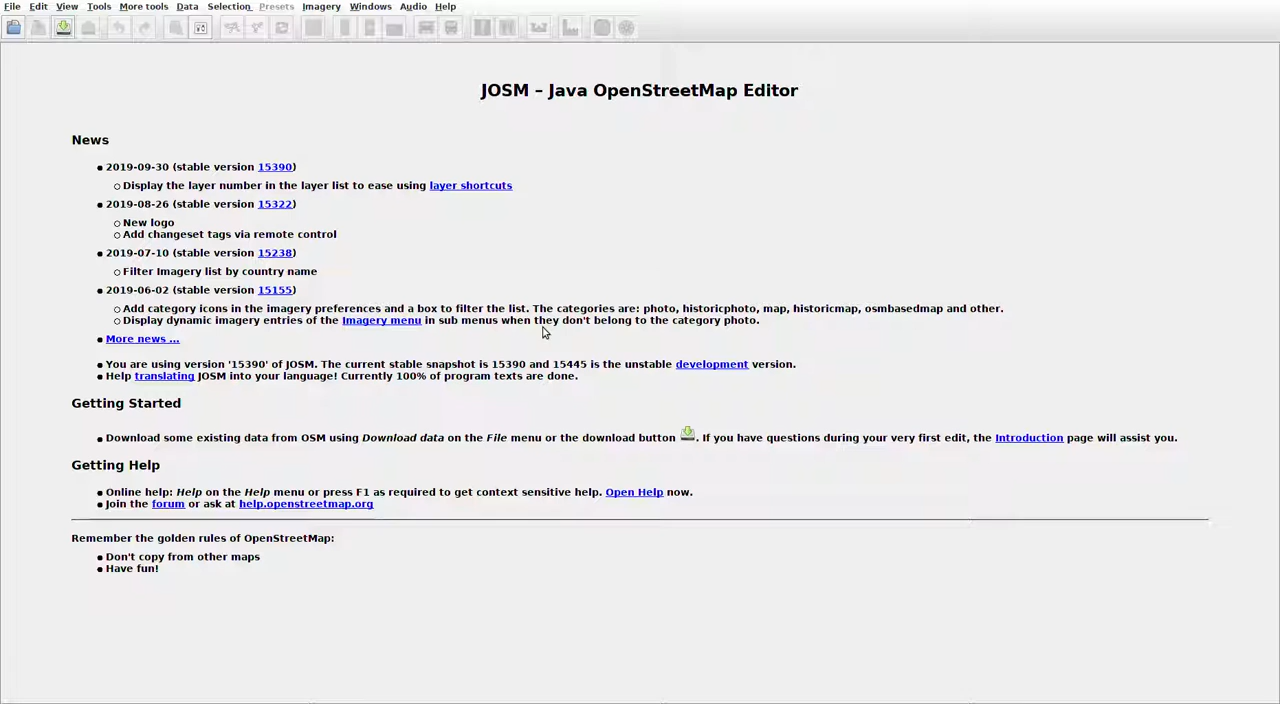 File Edit View Tools More tools Data Selection Presets Imagery Windows Audio Help
JOSM – Java OpenStreetMap Editor
News
2019-09-30 (stable version 15390)
Display the layer number in the layer list to ease using layer shortcuts
2019-08-26 (stable version 15322)
New logo
Add changeset tags via remote control
2019-07-10 (stable version 15238)
Filter Imagery list by country name
2019-06-02 (stable version 15155)
Add category icons in the imagery preferences and a box to filter the list. The categories are: photo, historicphoto, map, historicmap, osmbasedmap and other.
Display dynamic imagery entries of the Imagery menu in sub menus when they don't belong to the category photo.
More news ...
You are using version '15390' of JOSM. The current stable snapshot is 15390 and 15445 is the unstable development version.
Help translating JOSM into your language! Currently 100% of program texts are done.
Getting Started
Download some existing data from OSM using Download data on the File menu or the download button . If you have questions during your very first edit, the Introduction page will assist you.
Getting Help
Online help: Help on the Help menu or press F1 as required to get context sensitive help. Open Help now.
Join the forum or ask at help.openstreetmap.org
Remember the golden rules of OpenStreetMap:
Don't copy from other maps
Have fun!